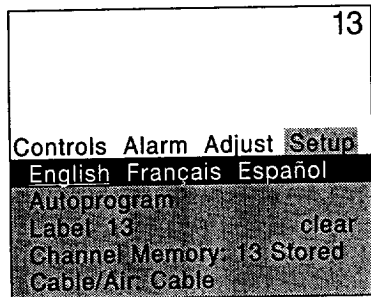 13
Controls Alarm Adjust Setup
English Français Español
Autoprogram
Label: 13 clear
Channel Memory: 13 Stored
Cable/Air: Cable